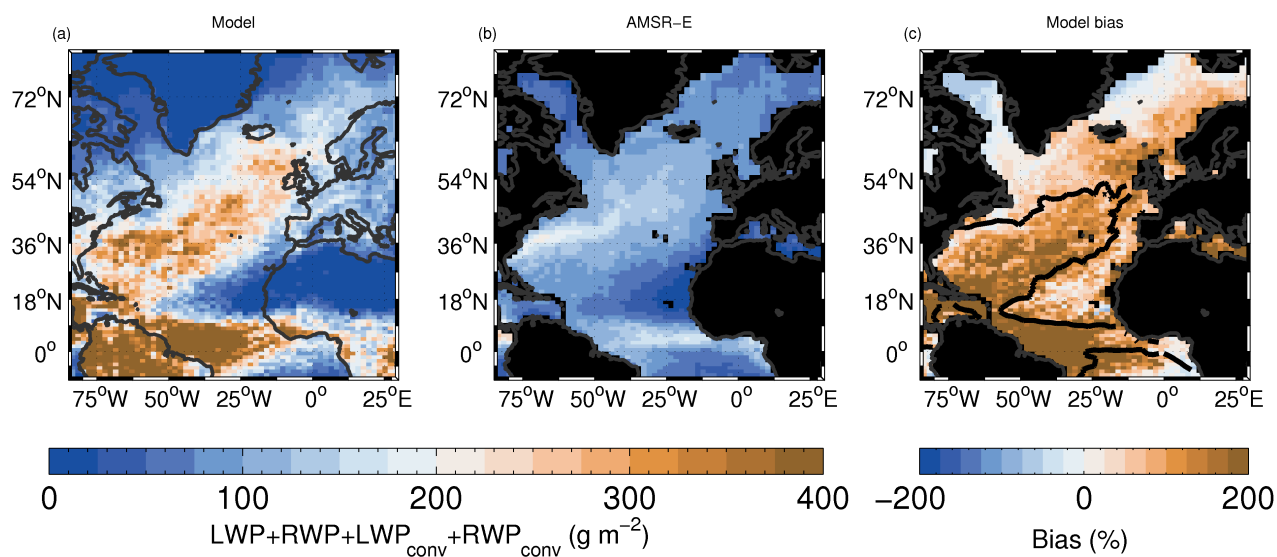 Model
(a)
72°N
54°N
36°N
18°N
0°
75°W 50°W 25°W 0° 25°E
AMSR−E
(b)
72°N
54°N
36°N
18°N
0°
75°W 50°W 25°W 0° 25°E
Model bias
(c)
72°N
54°N
36°N
18°N
0°
75°W 50°W 25°W 0° 25°E
0 100 200 300 400
LWP+RWP+LWPconv+RWPconv (g m−2)
−200 0 200
Bias (%)